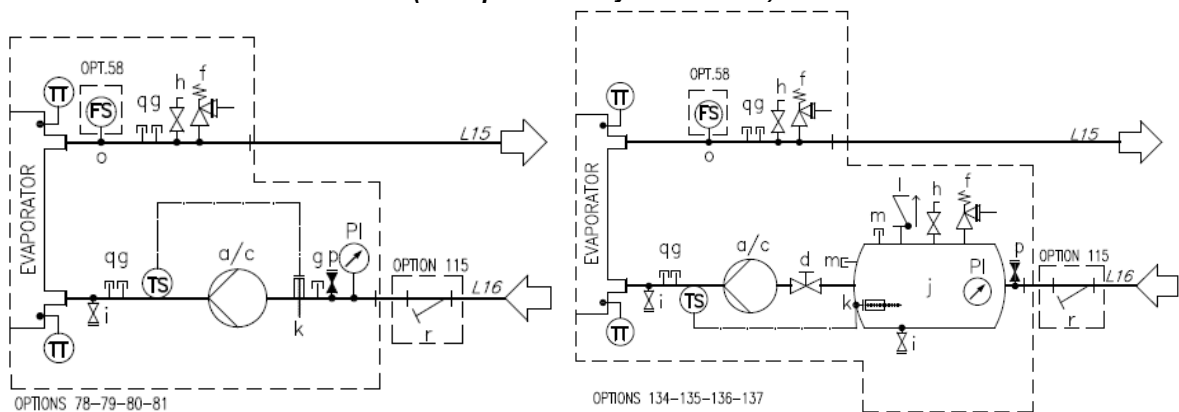 OPT.58
TT
FS
qg
h
f
o
L15
EVAPORATOR
a/c
PI
qg
TS
g
p
OPTION 115
L16
i
k
r
TT
OPTIONS 78-79-80-81
OPT.58
TT
FS
qg
h
f
L15
o
EVAPORATOR
l
h
f
m
a/c
qg
d
m
p
PI
OPTION 115
j
L16
i
TS
k
r
TT
i
OPTIONS 134-135-136-137